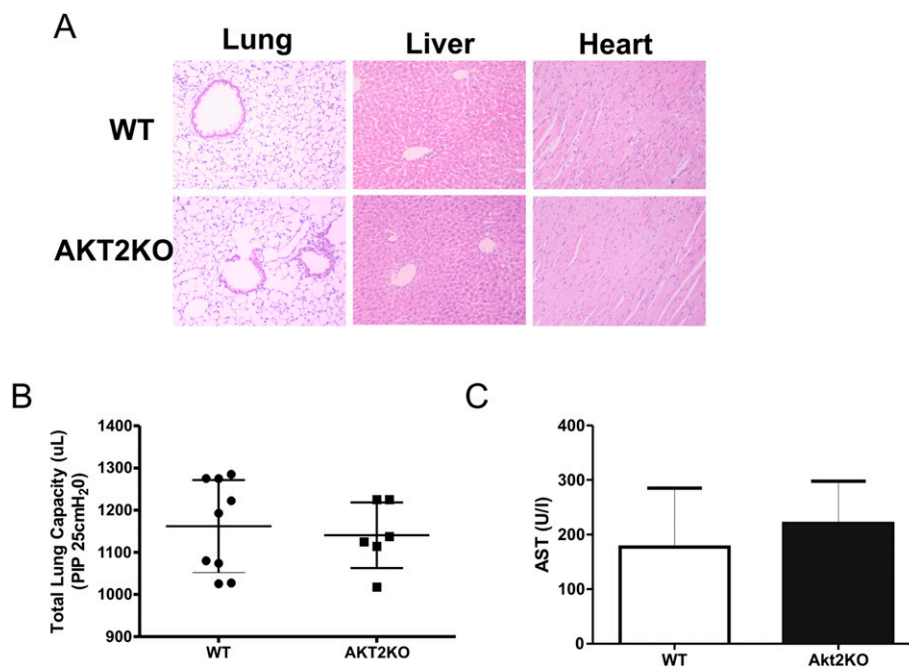 A
Lung Liver Heart
WT
AKT2KO
B
Total Lung Capacity (uL)
(PIP 25cmH₂0)
1400
1300
1200
1100
1000
900
WT AKT2KO
C
AST (U/l)
400
300
200
100
0
WT Akt2KO